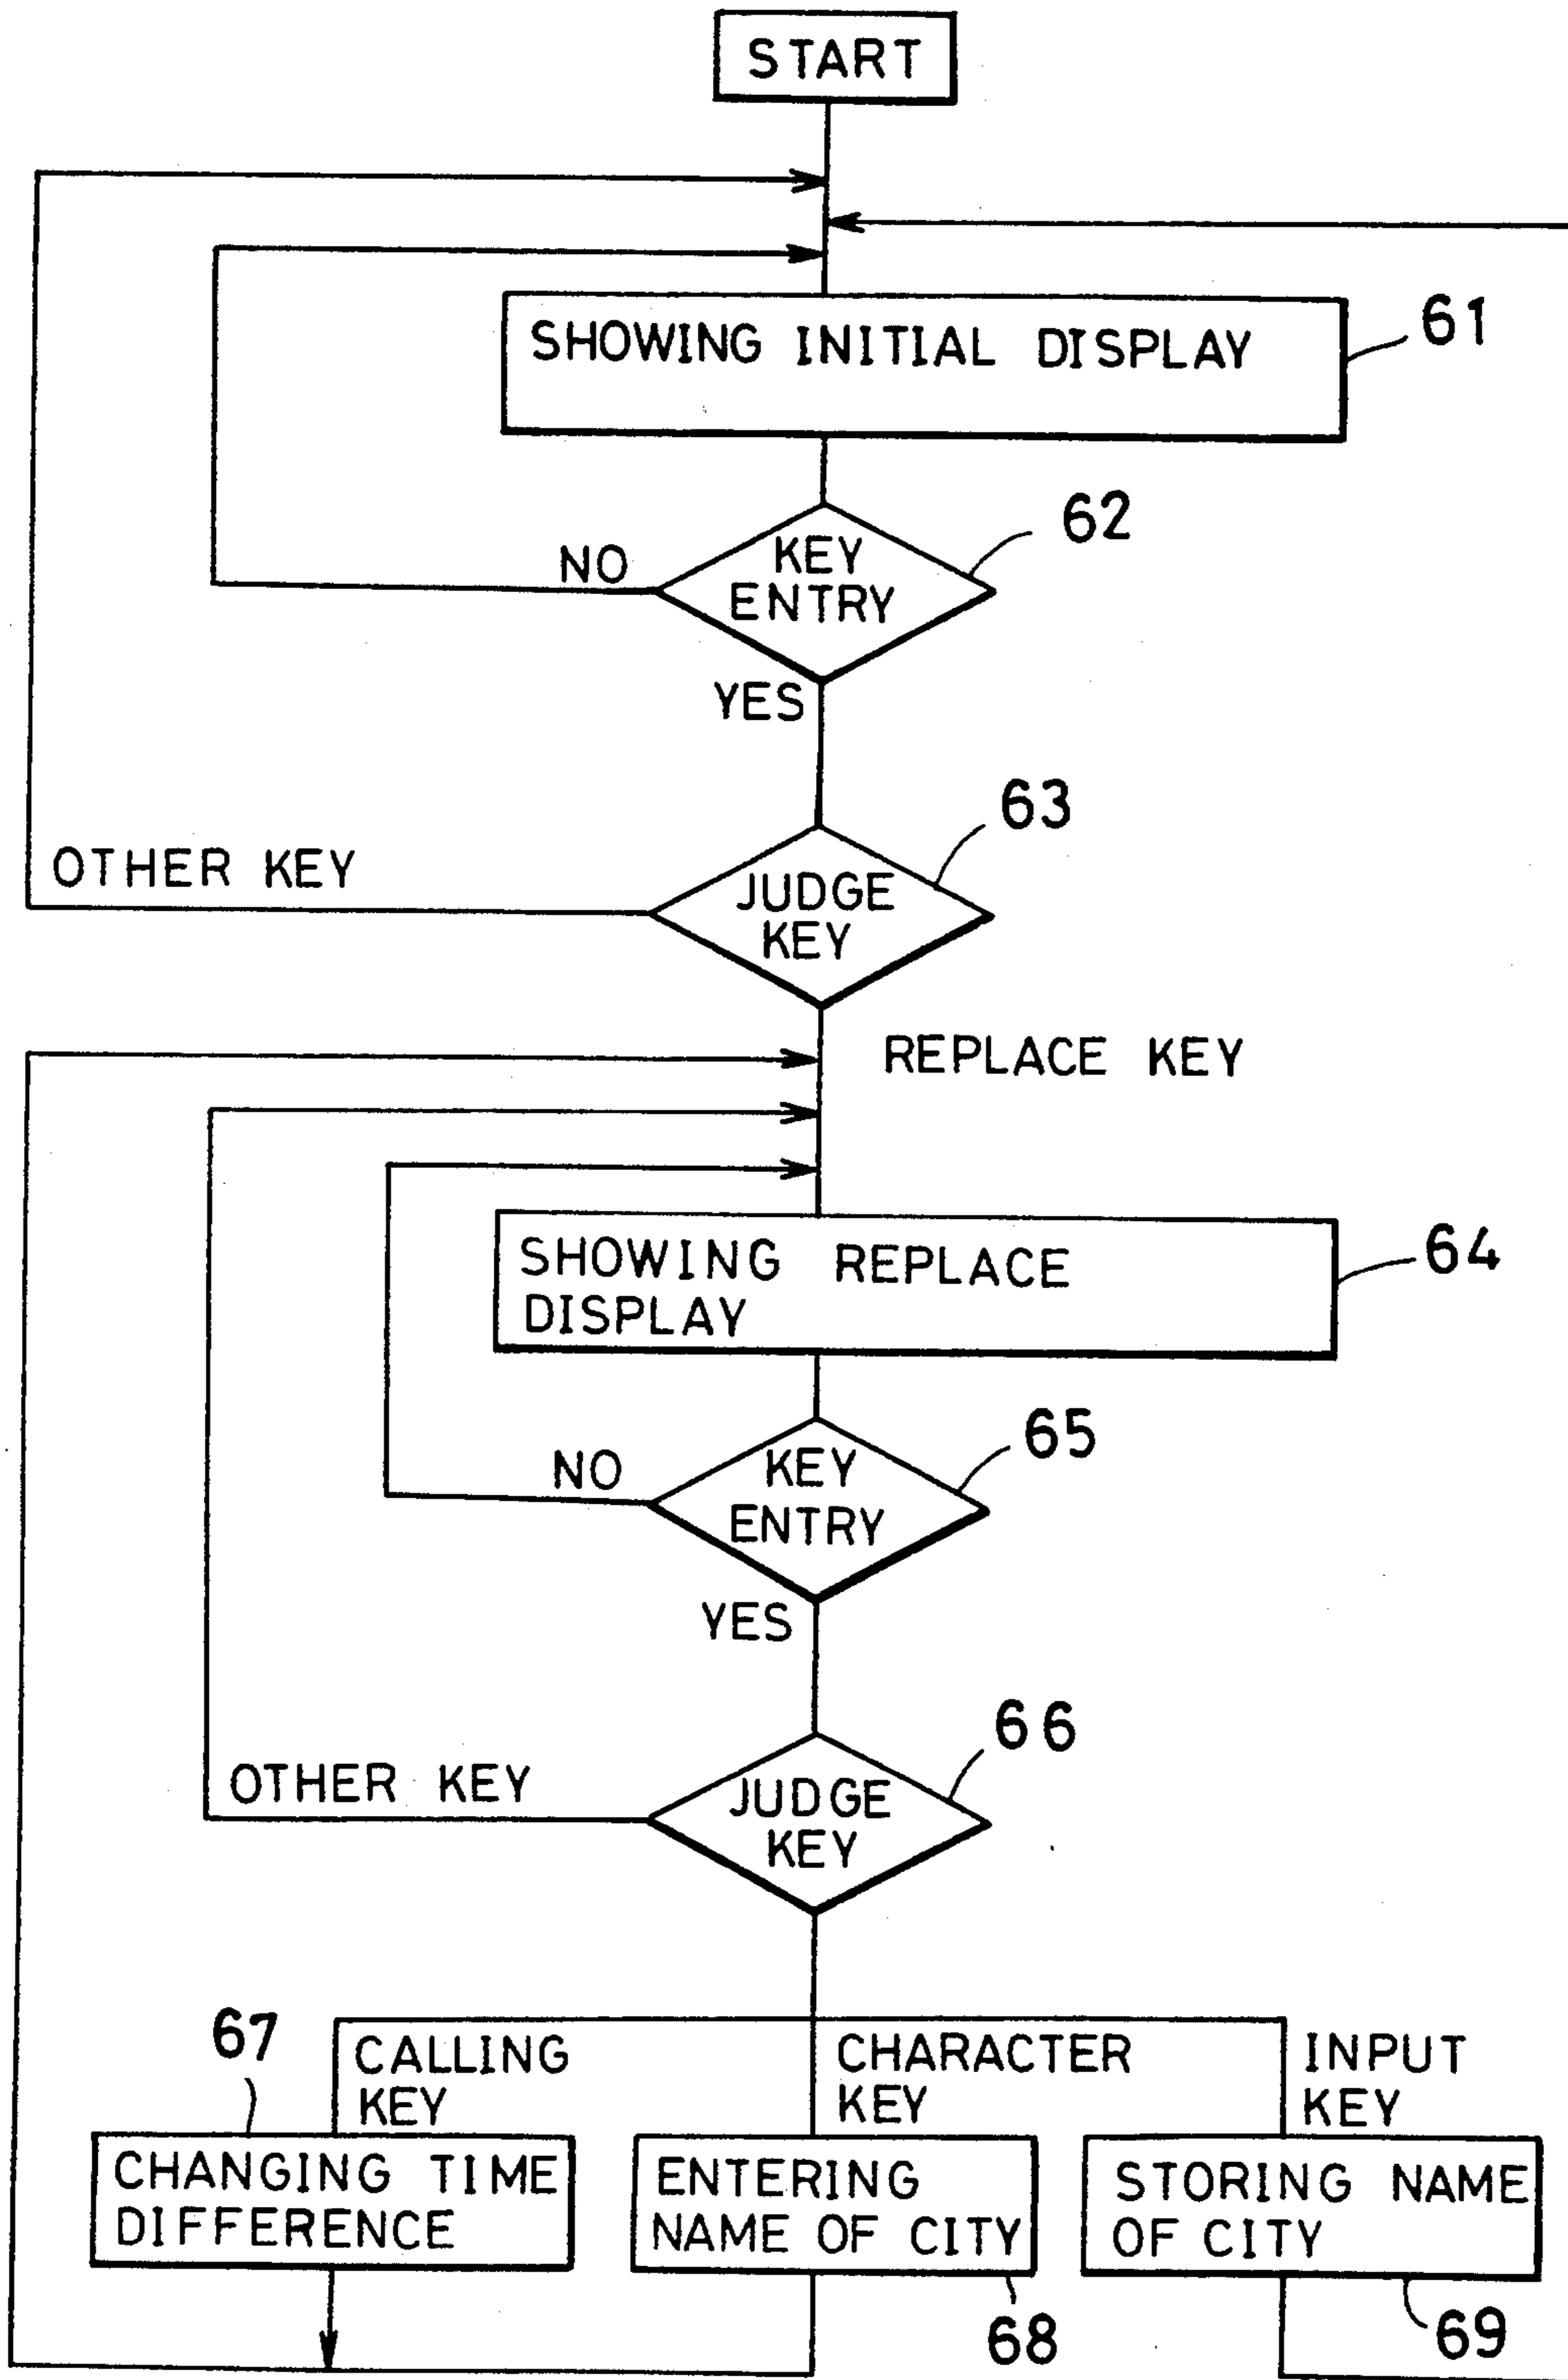 START
SHOWING INITIAL DISPLAY
61
62
KEY
ENTRY
NO
YES
63
OTHER KEY
JUDGE
KEY
REPLACE KEY
SHOWING REPLACE
DISPLAY
64
65
KEY
ENTRY
NO
YES
66
OTHER KEY
JUDGE
KEY
67
CALLING
KEY
CHARACTER
KEY
INPUT
KEY
CHANGING TIME
DIFFERENCE
ENTERING
NAME OF CITY
STORING NAME
OF CITY
68
69